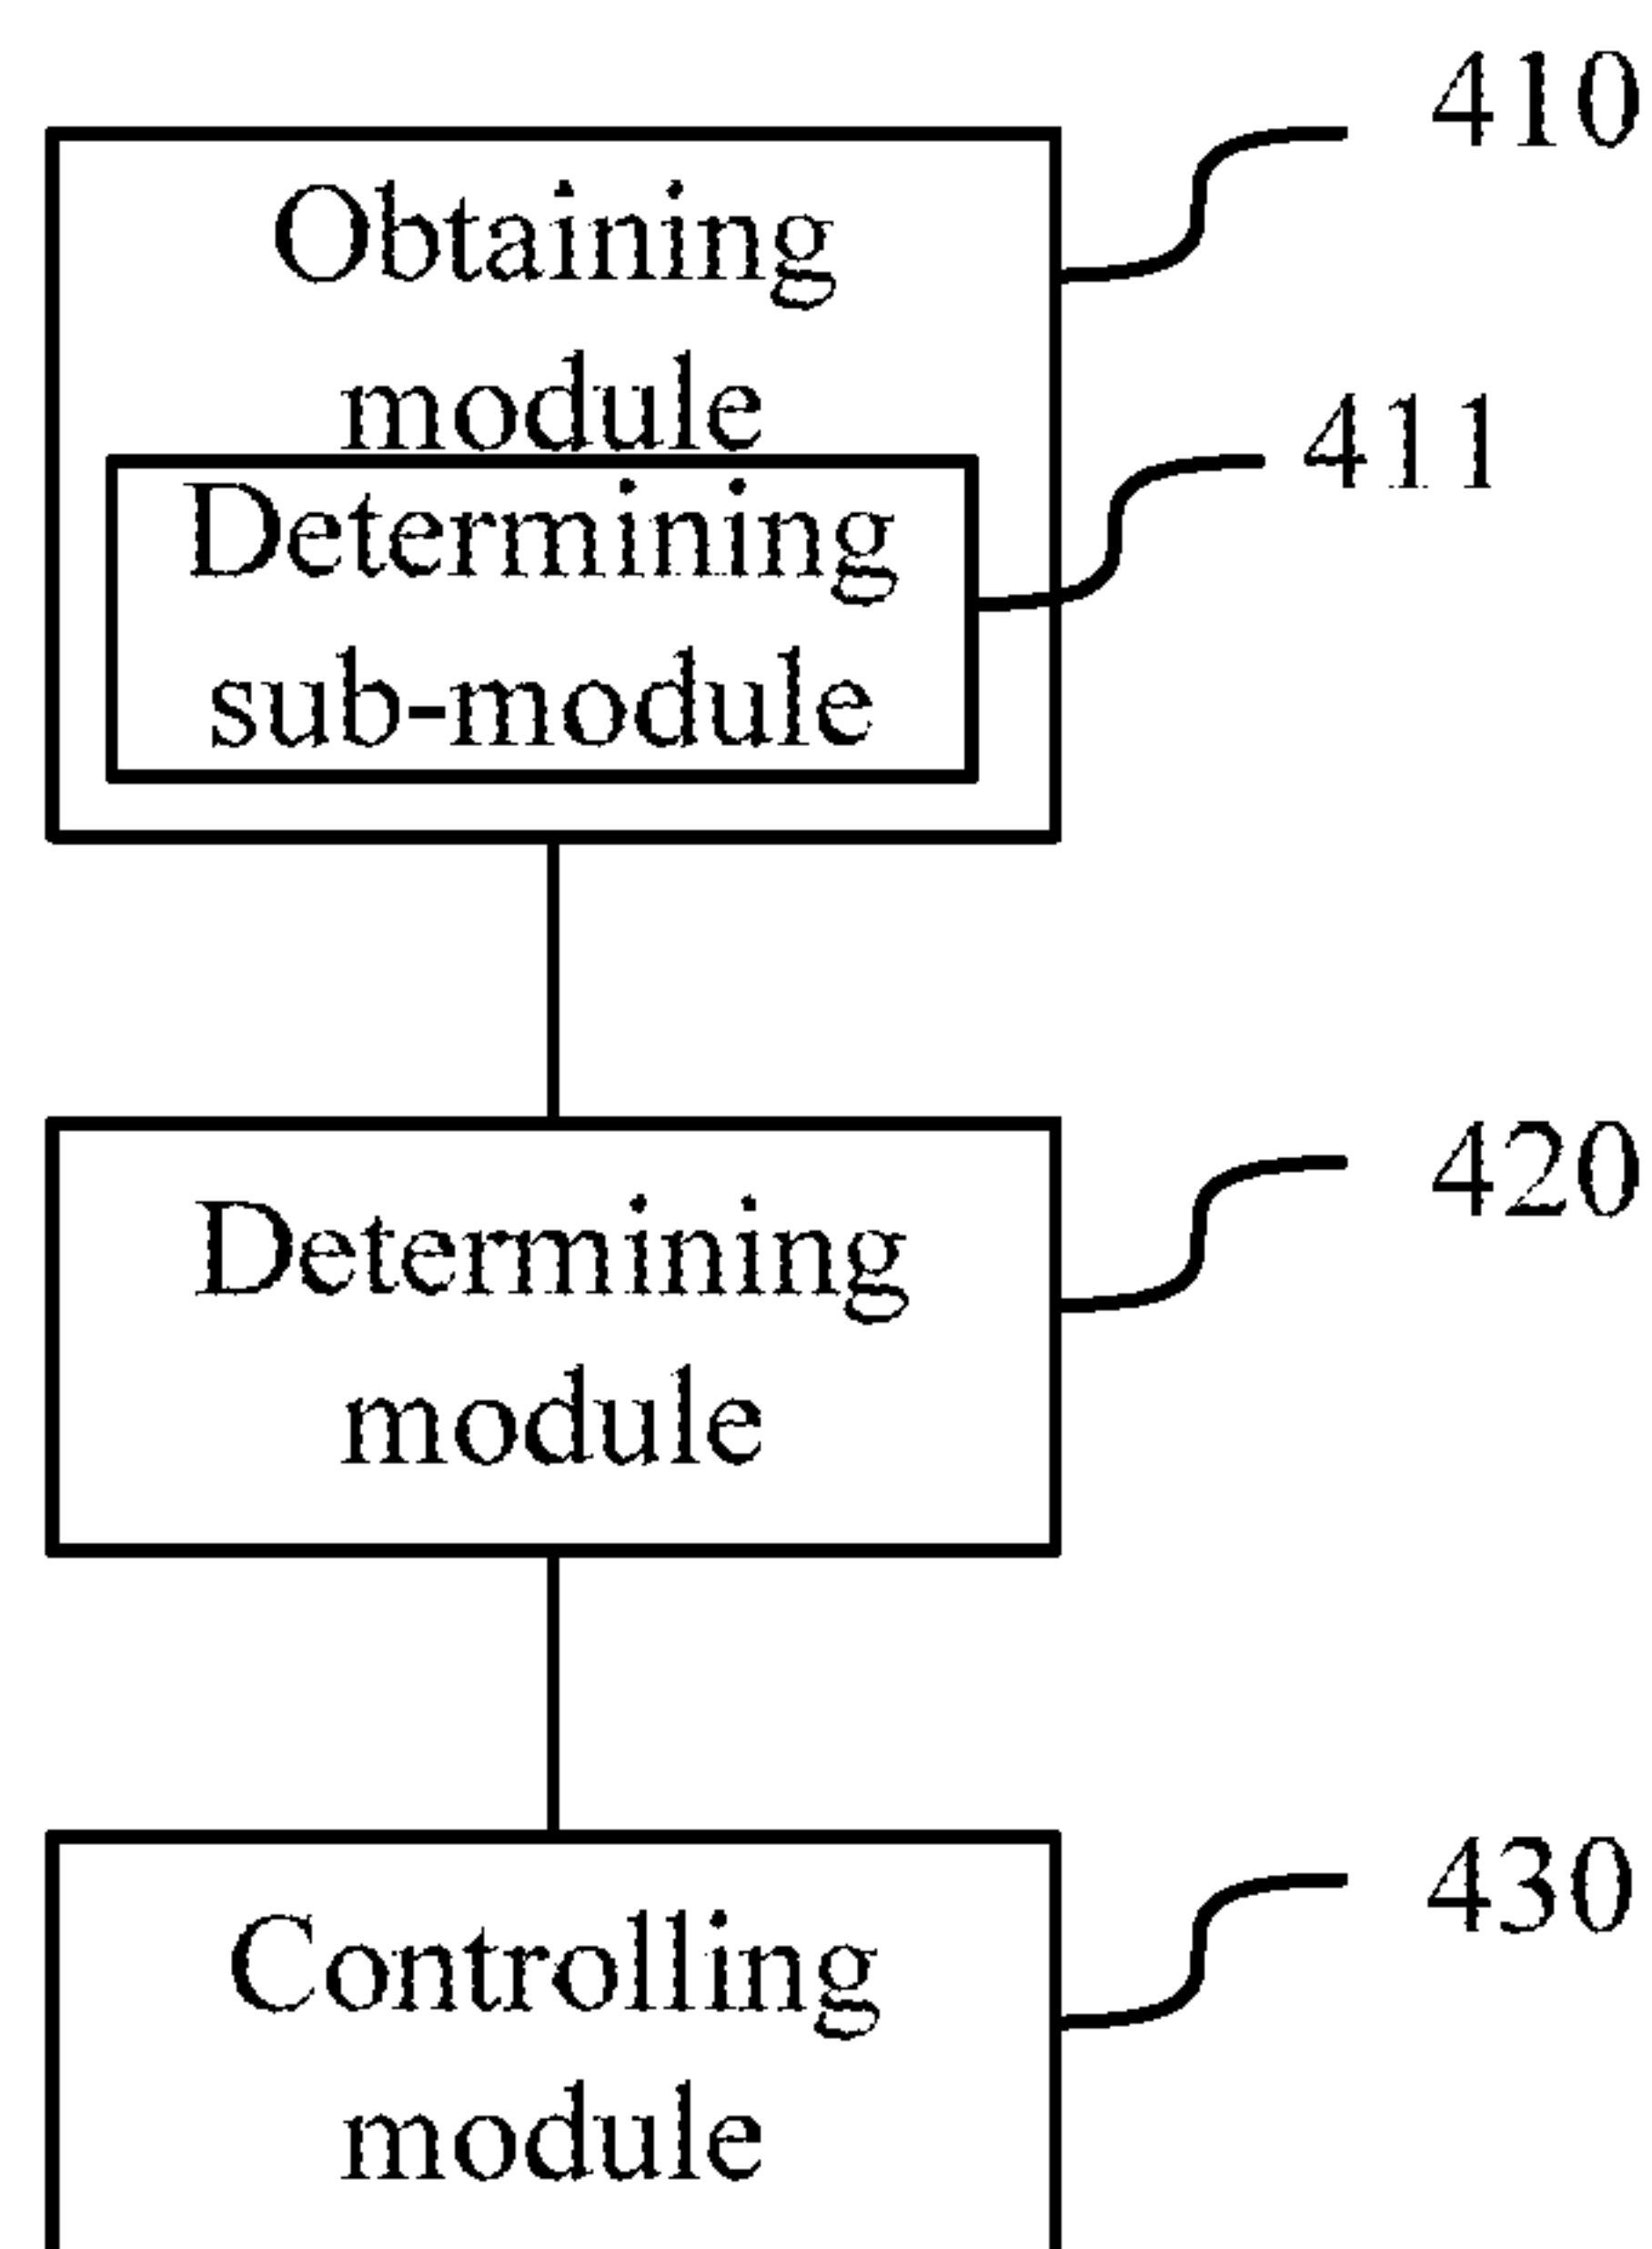 410
Obtaining
module
411
Determining
sub-module
420
Determining
module
430
Controlling
module